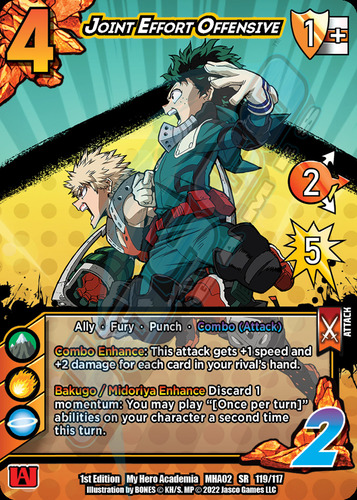 4
JOINT EFFORT OFFENSIVE
1 +
2
5
ATTACK
Ally · Fury · Punch · Combo (Attack)
Combo Enhance: This attack gets +1 speed and
+2 damage for each card in your rival's hand.
Bakugo / Midoriya Enhance Discard 1
momentum: You may play “[Once per turn]”
abilities on your character a second time
this turn.
2
1st Edition My Hero Academia MHA02 SR 119/117
Illustration by BONES © KH/S. MP © 2022 Jasco Games LLC